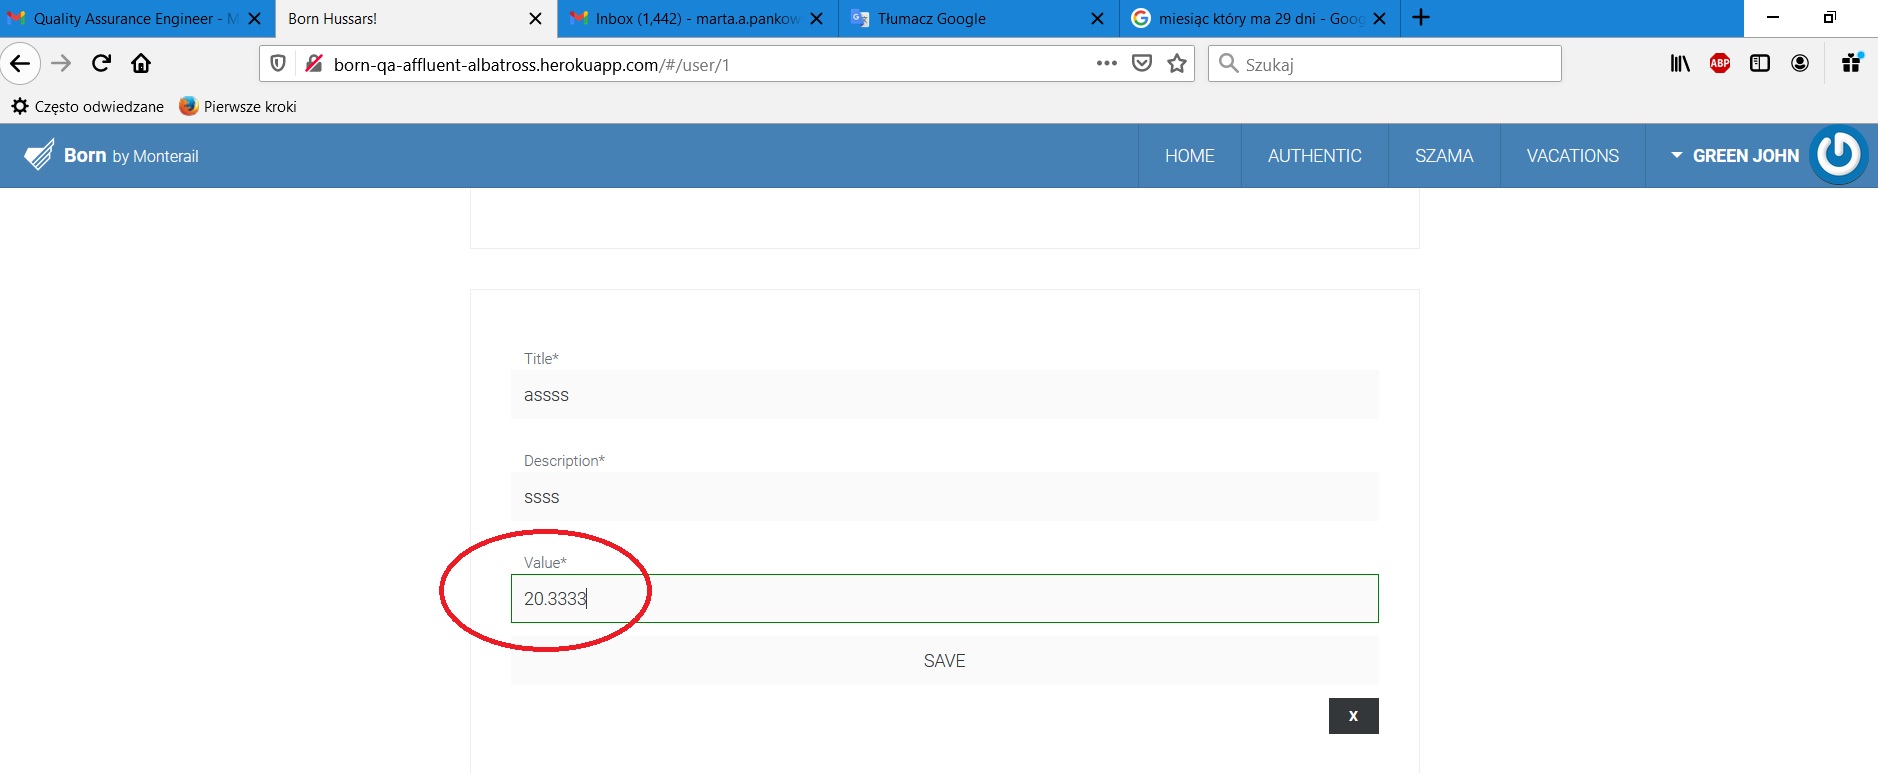 Quality Assurance Engineer - M
Born Hussars!
Inbox (1,442) - marta.a.pankow
Tłumacz Google
miesiąc który ma 29 dni - Goog
born-qa-affluent-albatross.herokuapp.com/#/user/1
Szukaj
ABP
Często odwiedzane
Pierwsze kroki
Born by Monterail
HOME
AUTHENTIC
SZAMA
VACATIONS
GREEN JOHN
Title*
assss
Description*
ssss
Value*
20.3333
SAVE
X